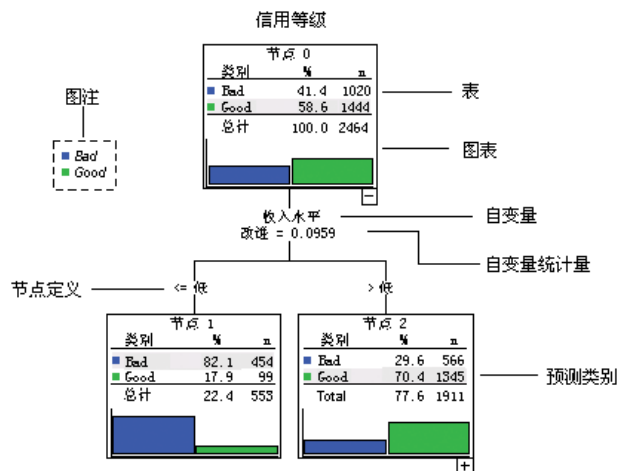 信用等级
节点 0
类别 % n
Bad 41.4 1020
Good 58.6 1444
总计 100.0 2464
表
图表
图注
Bad
Good
收入水平
改进 = 0.0959
自变量
自变量统计量
节点定义
<= 低
> 低
节点 1
类别 % n
Bad 82.1 454
Good 17.9 99
总计 22.4 553
节点 2
类别 % n
Bad 29.6 566
Good 70.4 1345
Total 77.6 1911
预测类别